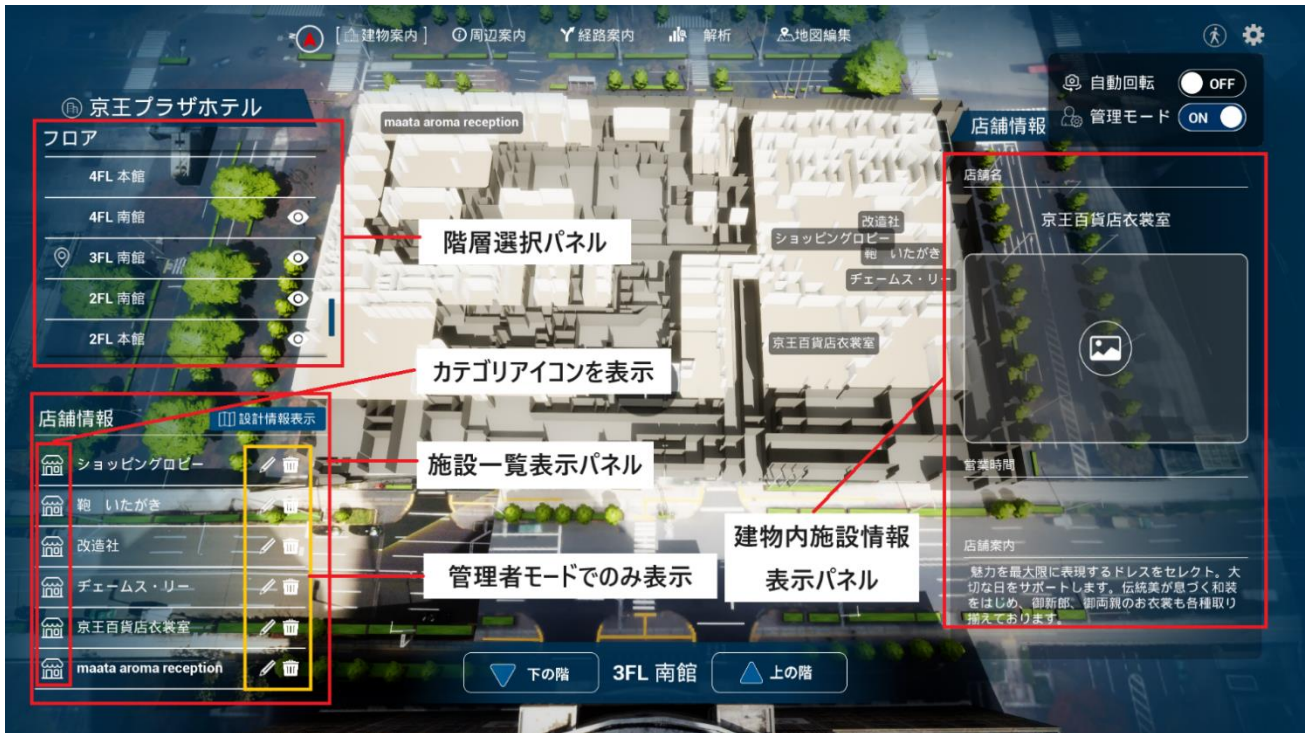 [建物案内]
周辺案内
経路案内
解析
地図編集
自動回転
OFF
管理モード
ON
京王プラザホテル
フロア
4FL 本館
4FL 南館
3FL 南館
2FL 南館
2FL 本館
階層選択パネル
カテゴリアイコンを表示
店舗情報
設計情報表示
ショッピングロビー
鞄 いたがき
改造社
ヂェームス・リー
京王百貨店衣裳室
maata aroma reception
施設一覧表示パネル
管理者モードでのみ表示
maata aroma reception
改造社
ショッピングロビー
鞄 いたがき
ヂェームス・リー
京王百貨店衣裳室
建物内施設情報
表示パネル
下の階
3FL 南館
上の階
店舗情報
店舗名
京王百貨店衣裳室
営業時間
店舗案内
魅力を最大限に表現するドレスをセレクト。大
切な日をサポートします。伝統美が息づく和装
をはじめ、御新郎、御両親のお衣裳も各種取り
揃えております。